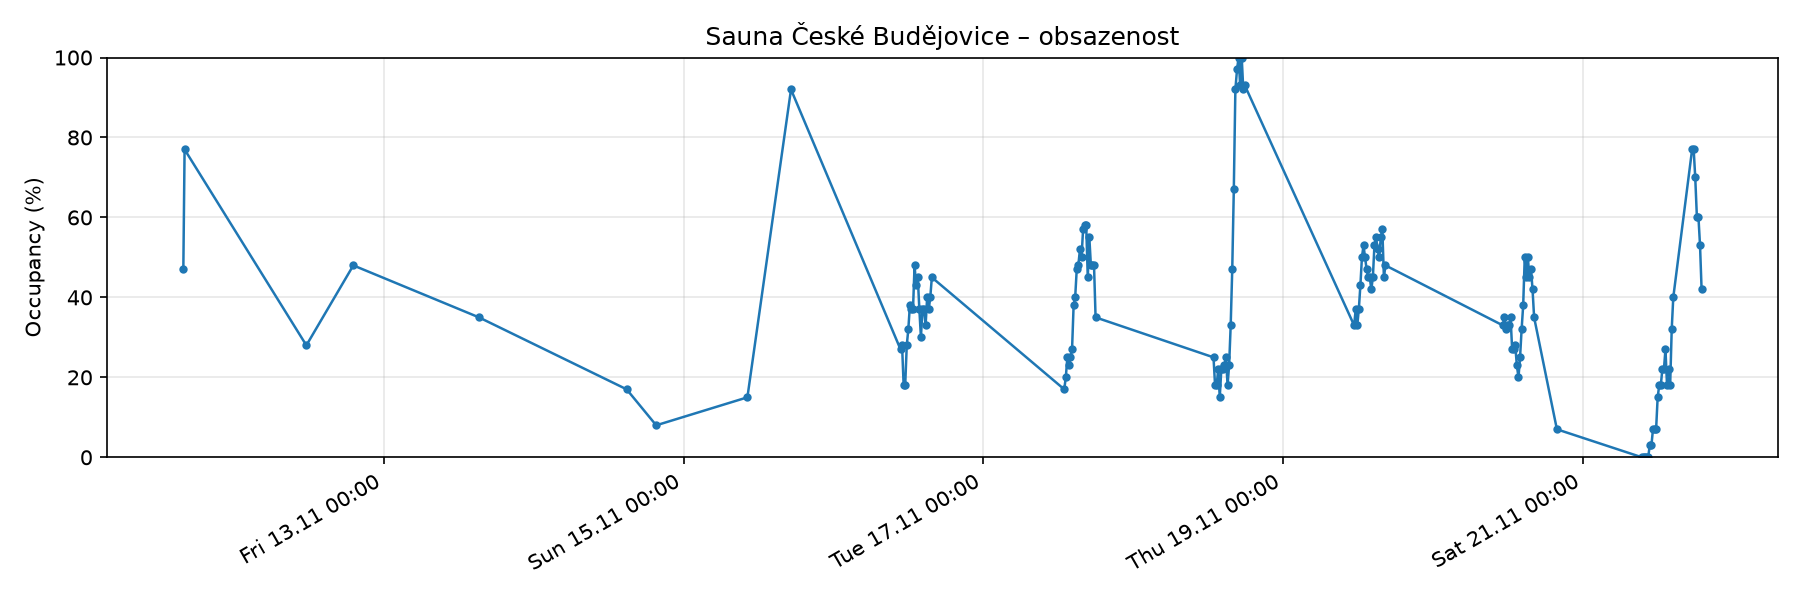 Sauna České Budějovice – obsazenost
Occupancy (%)
100
80
60
40
20
0
Fri 13.11 00:00
Sun 15.11 00:00
Tue 17.11 00:00
Thu 19.11 00:00
Sat 21.11 00:00